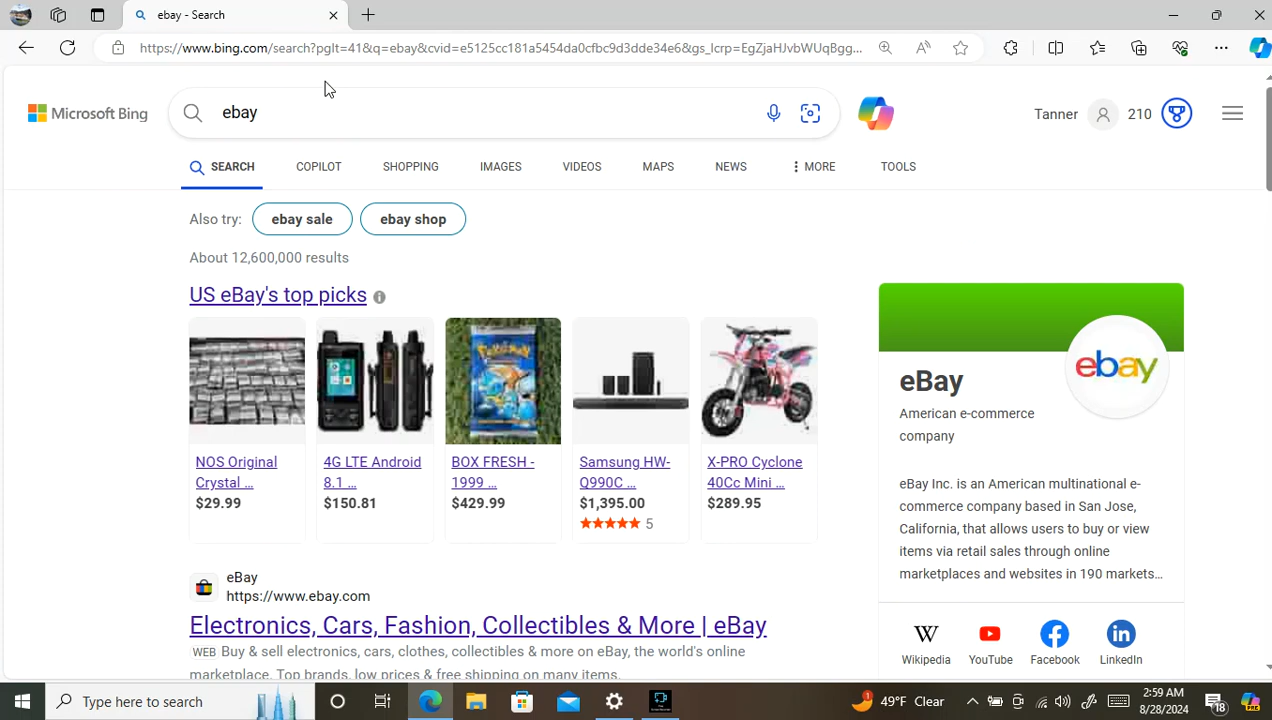 ebay - Search
https://www.bing.com/search?pglt=41&q=ebay&cvid=e5125cc181a5454da0cfbc9d3dde34e6&gs_lcrp=EgZjaHJvbWUqBgg...
Microsoft Bing
ebay
Tanner
210
SEARCH
COPILOT
SHOPPING
IMAGES
VIDEOS
MAPS
NEWS
MORE
TOOLS
Also try:
ebay sale
ebay shop
About 12,600,000 results
US eBay's top picks
NOS Original
Crystal ...
$29.99
4G LTE Android
8.1 ...
$150.81
BOX FRESH -
1999 ...
$429.99
Samsung HW-
Q990C ...
$1,395.00
5
X-PRO Cyclone
40Cc Mini ...
$289.95
eBay
https://www.ebay.com
Electronics, Cars, Fashion, Collectibles & More | eBay
WEB Buy & sell electronics, cars, clothes, collectibles & more on eBay, the world's online
marketplace. Top brands, low prices & free shipping on many items.
ebay
eBay
American e-commerce
company
eBay Inc. is an American multinational e-
commerce company based in San Jose,
California, that allows users to buy or view
items via retail sales through online
marketplaces and websites in 190 markets...
Wikipedia
YouTube
Facebook
LinkedIn
Type here to search
1
49°F Clear
2:59 AM
8/28/2024
18